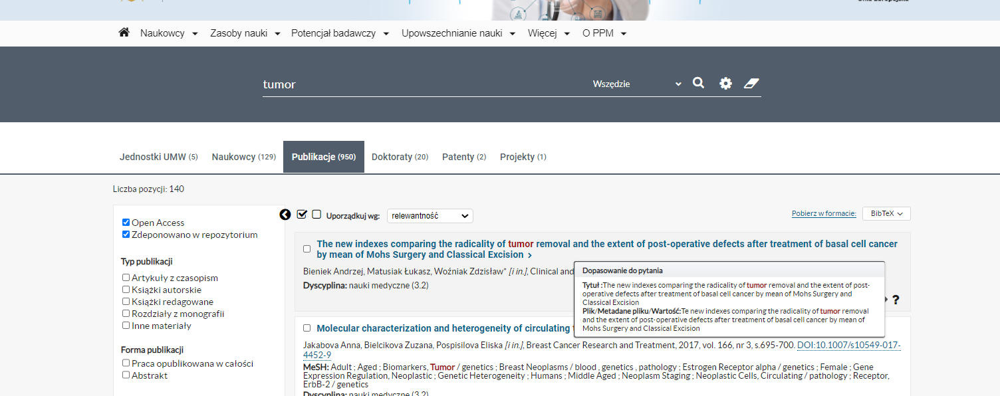 Naukowcy Zasoby nauki Potencjał badawczy Upowszechnianie nauki Więcej O PPM
tumor Wszędzie
Jednostki UMW (5) Naukowcy (129) Publikacje (950) Doktoraty (20) Patenty (2) Projekty (1)
Liczba pozycji: 140
Open Access
Zdeponowano w repozytorium
Typ publikacji
Artykuły z czasopism
Książki autorskie
Książki redagowane
Rozdziały z monografii
Inne materiały
Forma publikacji
Praca opublikowana w całości
Abstrakt
Uporządkuj wg: relewantność
Pobierz w formacie: BibTeX
The new indexes comparing the radicality of tumor removal and the extent of post-operative defects after treatment of basal cell cancer
by mean of Mohs Surgery and Classical Excision
Bieniek Andrzej, Matusiak Łukasz, Woźniak Zdzisław* [i in.], Clinical and
Dyscyplina: nauki medyczne (3.2)
Dopasowanie do pytania
Tytuł :The new indexes comparing the radicality of tumor removal and the extent of post-
operative defects after treatment of basal cell cancer by mean of Mohs Surgery and
Classical Excision
Plik/Metadane pliku/Wartość:Te new indexes comparing the radicality of tumor removal
and the extent of post-operative defects after treatment of basal cell cancer by mean of
Mohs Surgery and Classical Excision
?
Molecular characterization and heterogeneity of circulating
Jakabova Anna, Bielcikova Zuzana, Pospisilova Eliska [i in.], Breast Cancer Research and Treatment, 2017, vol. 166, nr 3, s.695-700. DOI:10.1007/s10549-017-
4452-9
MeSH: Adult ; Aged ; Biomarkers, Tumor / genetics ; Breast Neoplasms / blood , genetics , pathology ; Estrogen Receptor alpha / genetics ; Female ; Gene
Expression Regulation, Neoplastic ; Genetic Heterogeneity ; Humans ; Middle Aged ; Neoplasm Staging ; Neoplastic Cells, Circulating / pathology ; Receptor,
ErbB-2 / genetics
Dyscyplina: nauki medyczne (3.2)